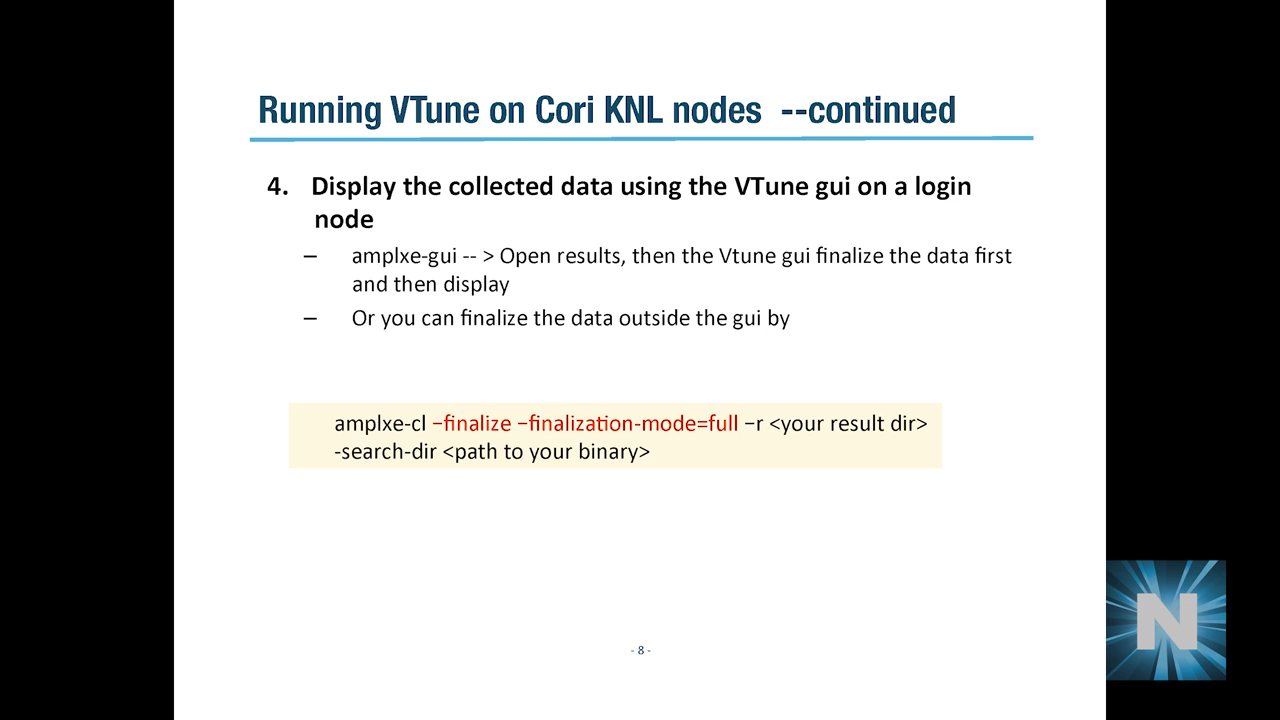 Running VTune on Cori KNL nodes --continued
4. Display the collected data using the VTune gui on a login
node
– amplxe-gui -- > Open results, then the Vtune gui finalize the data first
and then display
– Or you can finalize the data outside the gui by
amplxe-cl –finalize –finalization-mode=full –r <your result dir>
-search-dir <path to your binary>
- 8 -
N